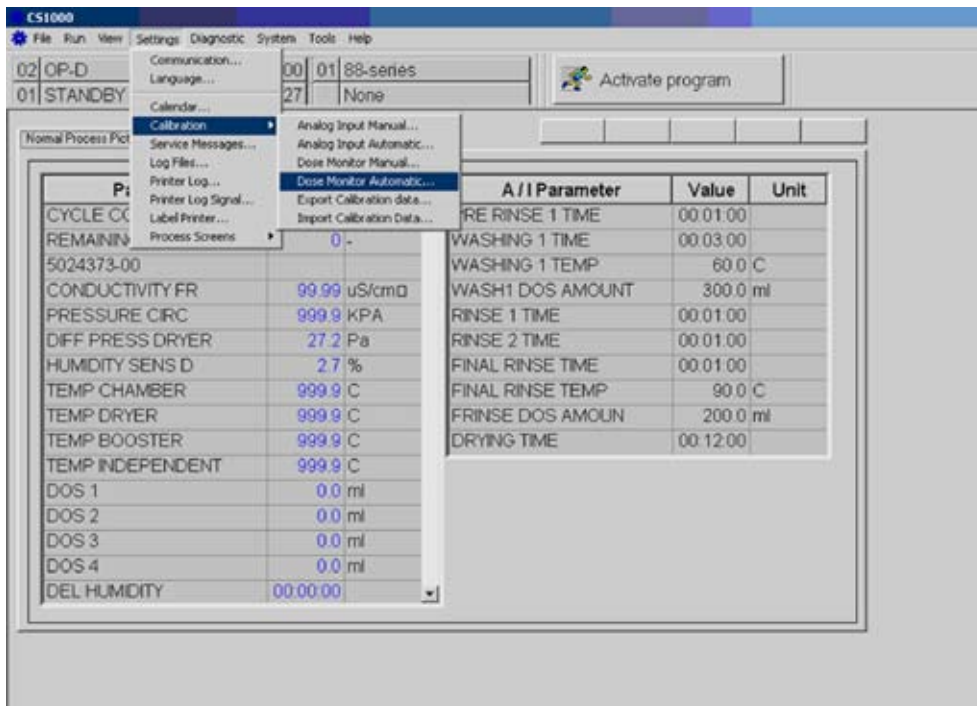 CS1000
File Run View Settings Diagnostic System Tools Help
02 OP-D 00 01 88-series
01 STANDBY 27 None
Activate program
Communication...
Language...
Calendar...
Calibration
Service Messages...
Log Files...
Printer Log...
Printer Log Signal...
Label Printer...
Process Screens
Analog Input Manual...
Analog Input Automatic...
Dose Monitor Manual...
Dose Monitor Automatic...
Export Calibration data...
Import Calibration Data...
Normal Process Pict
Pa
CYCLE CO
REMAINING 0 -
5024373-00
CONDUCTIVITY FR 99.99 uS/cm□
PRESSURE CIRC 999.9 KPA
DIFF PRESS DRYER 27.2 Pa
HUMIDITY SENS D 2.7 %
TEMP CHAMBER 999.9 C
TEMP DRYER 999.9 C
TEMP BOOSTER 999.9 C
TEMP INDEPENDENT 999.9 C
DOS 1 0.0 ml
DOS 2 0.0 ml
DOS 3 0.0 ml
DOS 4 0.0 ml
DEL HUMIDITY 00:00:00
A / I Parameter Value Unit
PRE RINSE 1 TIME 00:01:00
WASHING 1 TIME 00:03:00
WASHING 1 TEMP 60.0 C
WASH1 DOS AMOUNT 300.0 ml
RINSE 1 TIME 00:01:00
RINSE 2 TIME 00:01:00
FINAL RINSE TIME 00:01:00
FINAL RINSE TEMP 90.0 C
FRINSE DOS AMOUN 200.0 ml
DRYING TIME 00:12:00